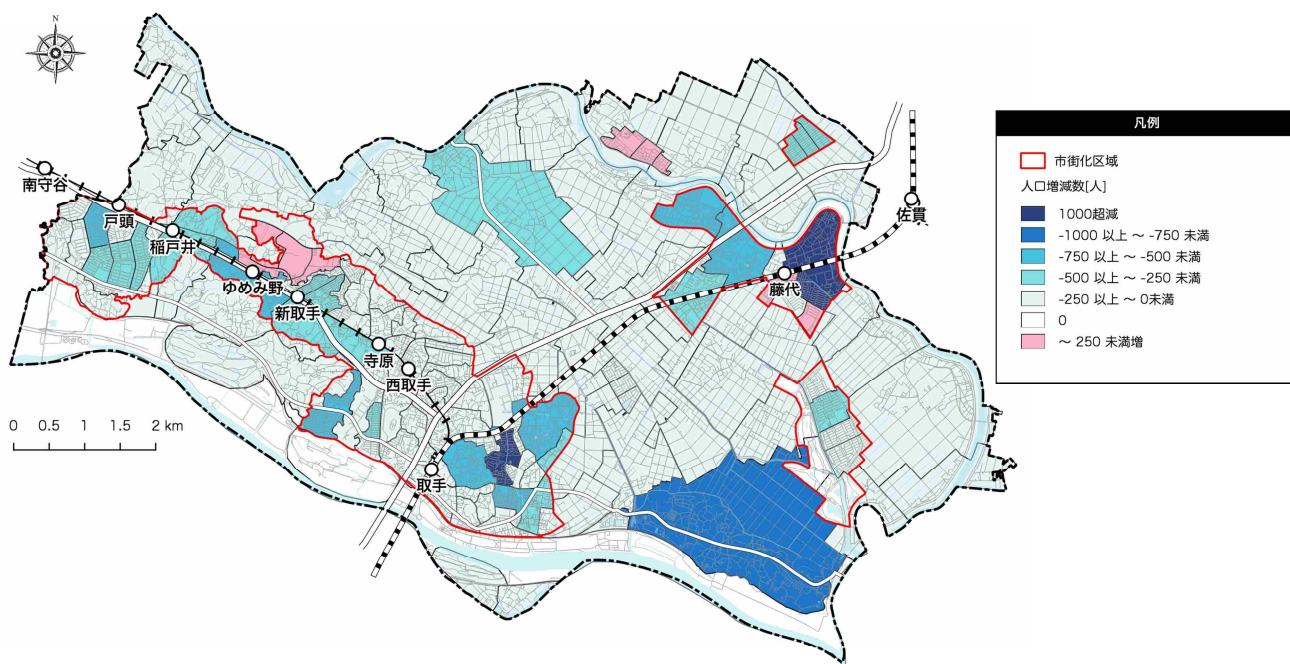 N
南守谷
戸頭
稲戸井
ゆめみ野
新取手
寺原
西取手
取手
藤代
佐貫
0 0.5 1 1.5 2 km
凡例
市街化区域
人口増減数[人]
1000超減
-1000 以上 ～ -750 未満
-750 以上 ～ -500 未満
-500 以上 ～ -250 未満
-250 以上 ～ 0未満
0
～ 250 未満増